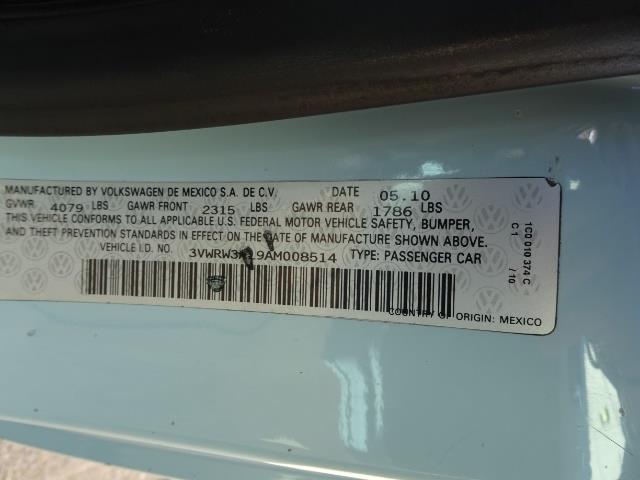 MANUFACTURED BY VOLKSWAGEN DE MEXICO S.A. DE C.V. DATE 05.10
GVWR 4079 LBS GAWR FRONT 2315 LBS GAWR REAR 1786 LBS
THIS VEHICLE CONFORMS TO ALL APPLICABLE U.S. FEDERAL MOTOR VEHICLE SAFETY, BUMPER,
AND THEFT PREVENTION STANDARDS IN EFFECT ON THE DATE OF MANUFACTURE SHOWN ABOVE.
VEHICLE I.D. NO. TYPE: PASSENGER CAR
COUNTRY OF ORIGIN: MEXICO
1C0 010 374 C
C1 /10